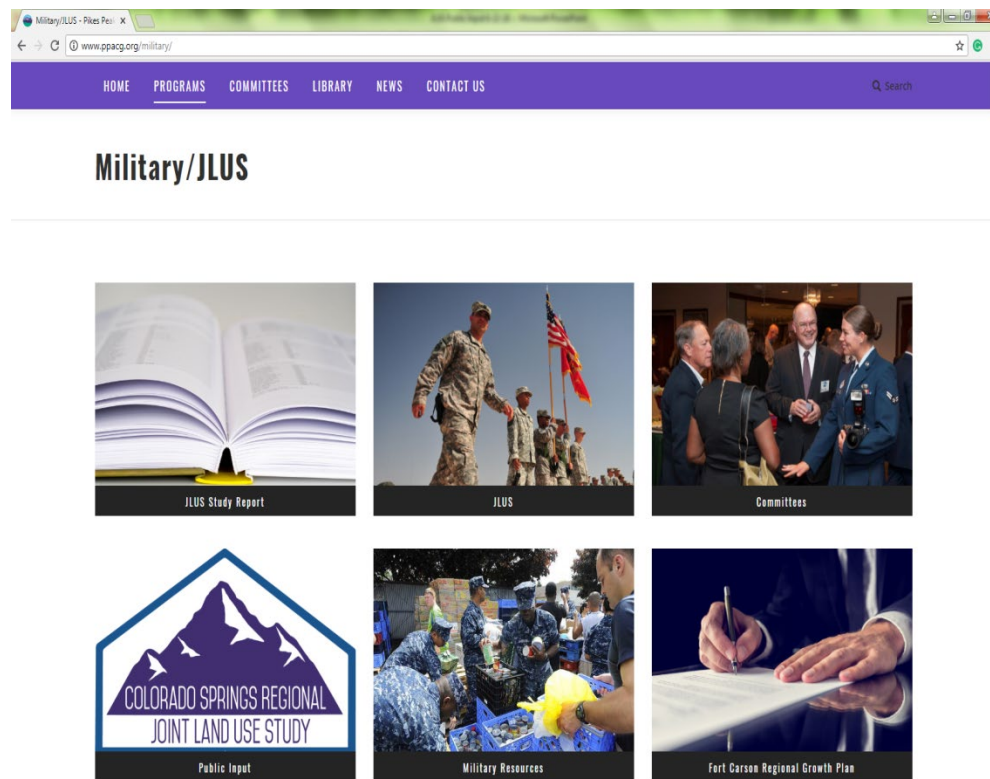 Military/JLUS - Pikes Pea
www.ppacg.org/military/
HOME PROGRAMS COMMITTEES LIBRARY NEWS CONTACT US Search
Military/JLUS
JLUS Study Report
JLUS
Committees
COLORADO SPRINGS REGIONAL
JOINT LAND USE STUDY
Public Input
Military Resources
Fort Carson Regional Growth Plan